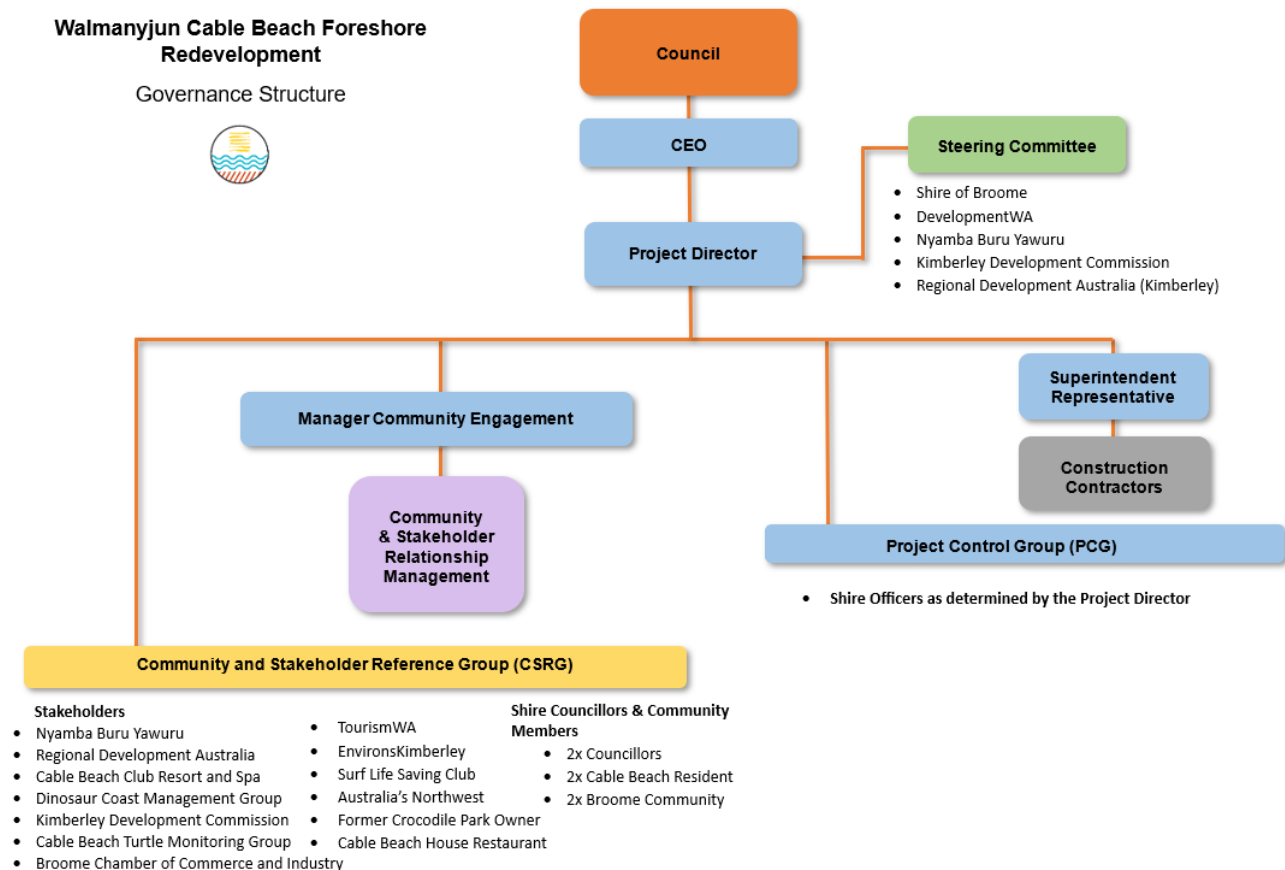 Walmanyjun Cable Beach Foreshore
Redevelopment
Governance Structure
Council
CEO
Steering Committee
• Shire of Broome
• DevelopmentWA
• Nyamba Buru Yawuru
• Kimberley Development Commission
• Regional Development Australia (Kimberley)
Project Director
Manager Community Engagement
Community
& Stakeholder
Relationship
Management
Superintendent
Representative
Construction
Contractors
Project Control Group (PCG)
• Shire Officers as determined by the Project Director
Community and Stakeholder Reference Group (CSRG)
Stakeholders
• Nyamba Buru Yawuru
• Regional Development Australia
• Cable Beach Club Resort and Spa
• Dinosaur Coast Management Group
• Kimberley Development Commission
• Cable Beach Turtle Monitoring Group
• Broome Chamber of Commerce and Industry
• TourismWA
• EnvironsKimberley
• Surf Life Saving Club
• Australia’s Northwest
• Former Crocodile Park Owner
• Cable Beach House Restaurant
Shire Councillors & Community
Members
• 2x Councillors
• 2x Cable Beach Resident
• 2x Broome Community